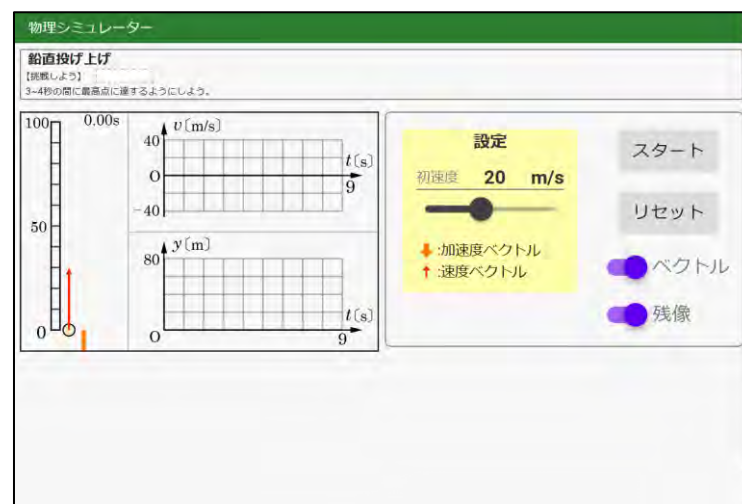 物理シミュレーター
鉛直投げ上げ
【挑戦しよう】
3~4秒の間に最高点に達するようにしよう。
100
0.00s
50
0
v〔m/s〕
40
O
−40
t〔s〕
9
y〔m〕
80
O
t〔s〕
9
設定
初速度 20 m/s
:加速度ベクトル
:速度ベクトル
スタート
リセット
ベクトル
残像